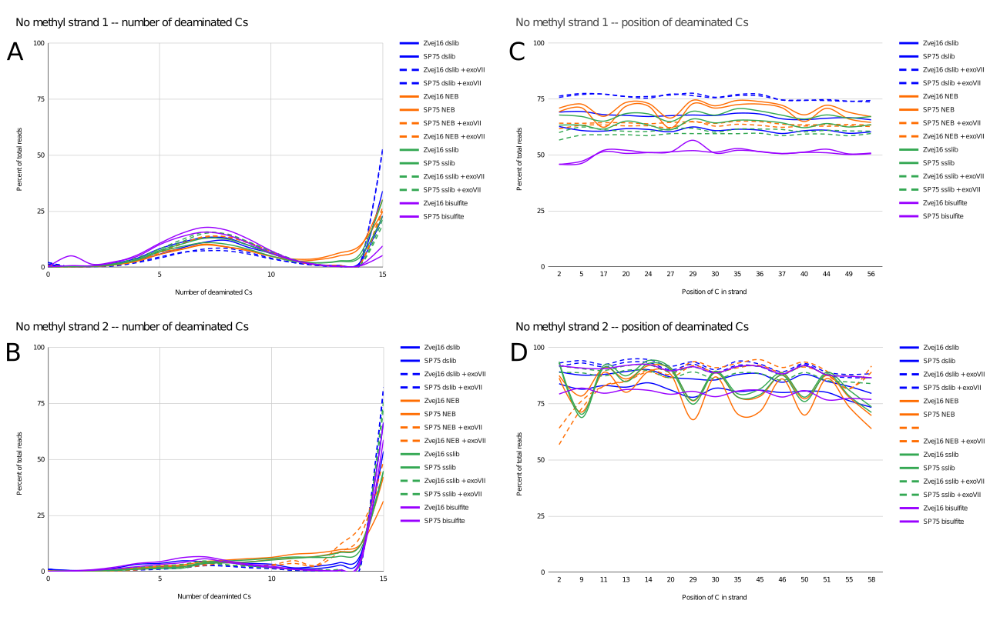 No methyl strand 1 -- number of deaminated Cs
A
100
75
50
25
0
Percent of total reads
0 5 10 15
Number of deaminated Cs
Zvej16 dslib
SP75 dslib
Zvej16 dslib +exoVII
SP75 dslib +exoVII
Zvej16 NEB
SP75 NEB
SP75 NEB +exoVII
Zvej16 NEB +exoVII
Zvej16 sslib
SP75 sslib
Zvej16 sslib +exoVII
SP75 sslib +exoVII
Zvej16 bisulfite
SP75 bisulfite
No methyl strand 1 -- position of deaminated Cs
C
100
75
50
25
0
Percent of total reads
2 5 17 20 24 27 29 30 35 36 37 40 44 49 56
Position of C in strand
Zvej16 dslib
SP75 dslib
Zvej16 dslib +exoVII
SP75 dslib +exoVII
Zvej16 NEB
SP75 NEB
SP75 NEB +exoVII
Zvej16 NEB +exoVII
Zvej16 sslib
SP75 sslib
Zvej16 sslib +exoVII
SP75 sslib +exoVII
Zvej16 bisulfite
SP75 bisulfite
No methyl strand 2 -- number of deaminated Cs
B
100
75
50
25
0
Percent of total reads
0 5 10 15
Number of deaminted Cs
Zvej16 dslib
SP75 dslib
Zvej16 dslib +exoVII
SP75 dslib +exoVII
Zvej16 NEB
SP75 NEB
SP75 NEB +exoVII
Zvej16 NEB +exoVII
Zvej16 sslib
SP75 sslib
Zvej16 sslib +exoVII
SP75 sslib +exoVII
Zvej16 bisulfite
SP75 bisulfite
No methyl strand 2 -- position of deaminated Cs
D
100
75
50
25
0
Percent of total reads
2 9 11 13 14 20 29 30 35 45 46 50 51 55 58
Position of C in strand
Zvej16 dslib
SP75 dslib
Zvej16 dslib +exoVII
SP75 dslib +exoVII
Zvej16 NEB
SP75 NEB
Zvej16 NEB +exoVII
Zvej16 sslib
SP75 sslib
Zvej16 sslib +exoVII
SP75 sslib +exoVII
Zvej16 bisulfite
SP75 bisulfite